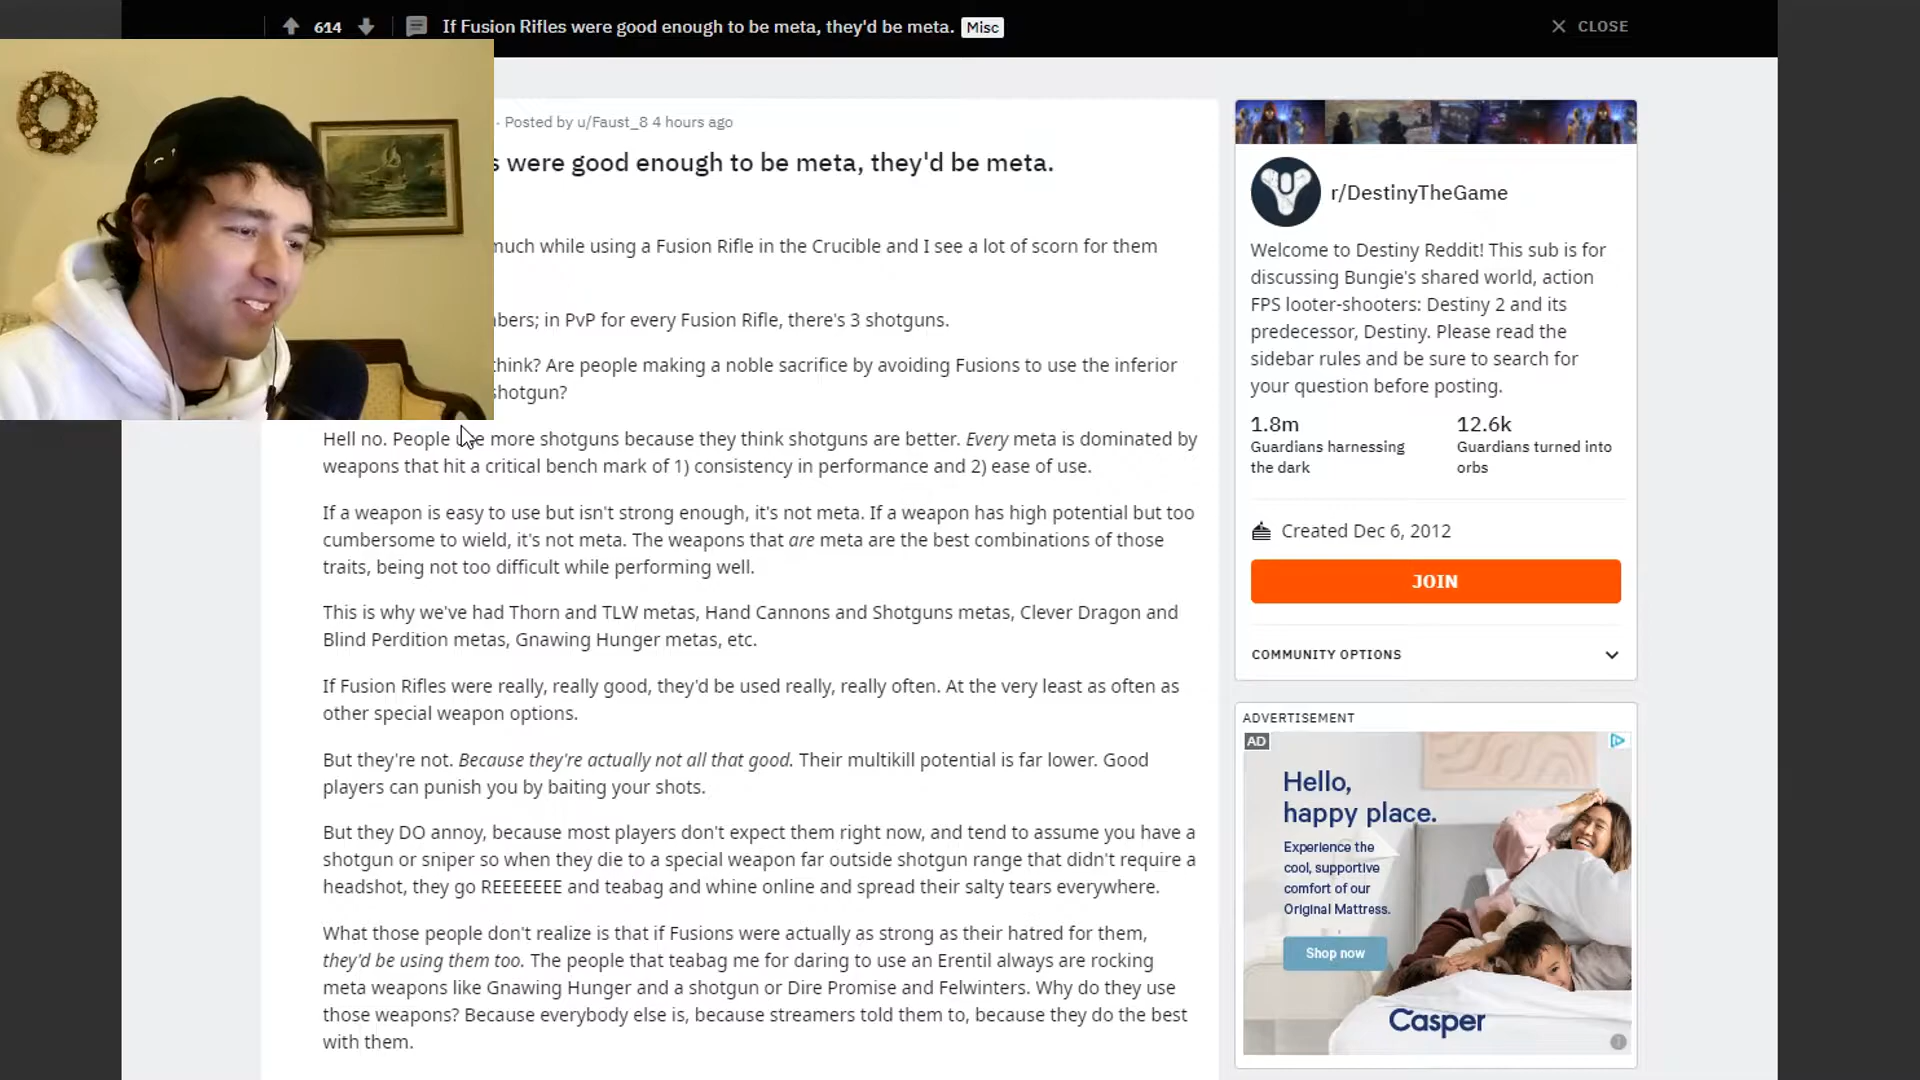 614 If Fusion Rifles were good enough to be meta, they'd be meta. Misc
CLOSE
· Posted by u/Faust_8 4 hours ago
were good enough to be meta, they'd be meta.
while using a Fusion Rifle in the Crucible and I see a lot of scorn for them
in PvP for every Fusion Rifle, there's 3 shotguns.
think? Are people making a noble sacrifice by avoiding Fusions to use the inferior
shotgun?
Hell no. People more shotguns because they think shotguns are better. Every meta is dominated by
weapons that hit a critical bench mark of 1) consistency in performance and 2) ease of use.
If a weapon is easy to use but isn't strong enough, it's not meta. If a weapon has high potential but too
cumbersome to wield, it's not meta. The weapons that are meta are the best combinations of those
traits, being not too difficult while performing well.
This is why we've had Thorn and TLW metas, Hand Cannons and Shotguns metas, Clever Dragon and
Blind Perdition metas, Gnawing Hunger metas, etc.
If Fusion Rifles were really, really good, they'd be used really, really often. At the very least as often as
other special weapon options.
But they're not. Because they're actually not all that good. Their multikill potential is far lower. Good
players can punish you by baiting your shots.
But they DO annoy, because most players don't expect them right now, and tend to assume you have a
shotgun or sniper so when they die to a special weapon far outside shotgun range that didn't require a
headshot, they go REEEEEEE and teabag and whine online and spread their salty tears everywhere.
What those people don't realize is that if Fusions were actually as strong as their hatred for them,
they'd be using them too. The people that teabag me for daring to use an Erentil always are rocking
meta weapons like Gnawing Hunger and a shotgun or Dire Promise and Felwinters. Why do they use
those weapons? Because everybody else is, because streamers told them to, because they do the best
with them.
r/DestinyTheGame
Welcome to Destiny Reddit! This sub is for
discussing Bungie's shared world, action
FPS looter-shooters: Destiny 2 and its
predecessor, Destiny. Please read the
sidebar rules and be sure to search for
your question before posting.
1.8m 12.6k
Guardians harnessing Guardians turned into
the dark orbs
Created Dec 6, 2012
JOIN
COMMUNITY OPTIONS
ADVERTISEMENT
AD
Hello,
happy place.
Experience the
cool, supportive
comfort of our
Original Mattress.
Shop now
Casper